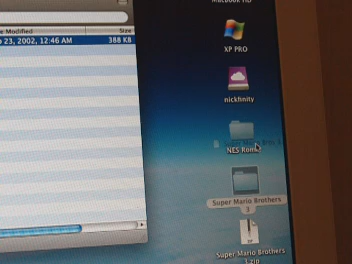 Macbook HD
e Modified Size
p 23, 2002, 12:46 AM 388 KB
XP PRO
nickfinity
NES Roms
Super Mario Brothers
3
ZIP
Super Mario Brothers
3.zip